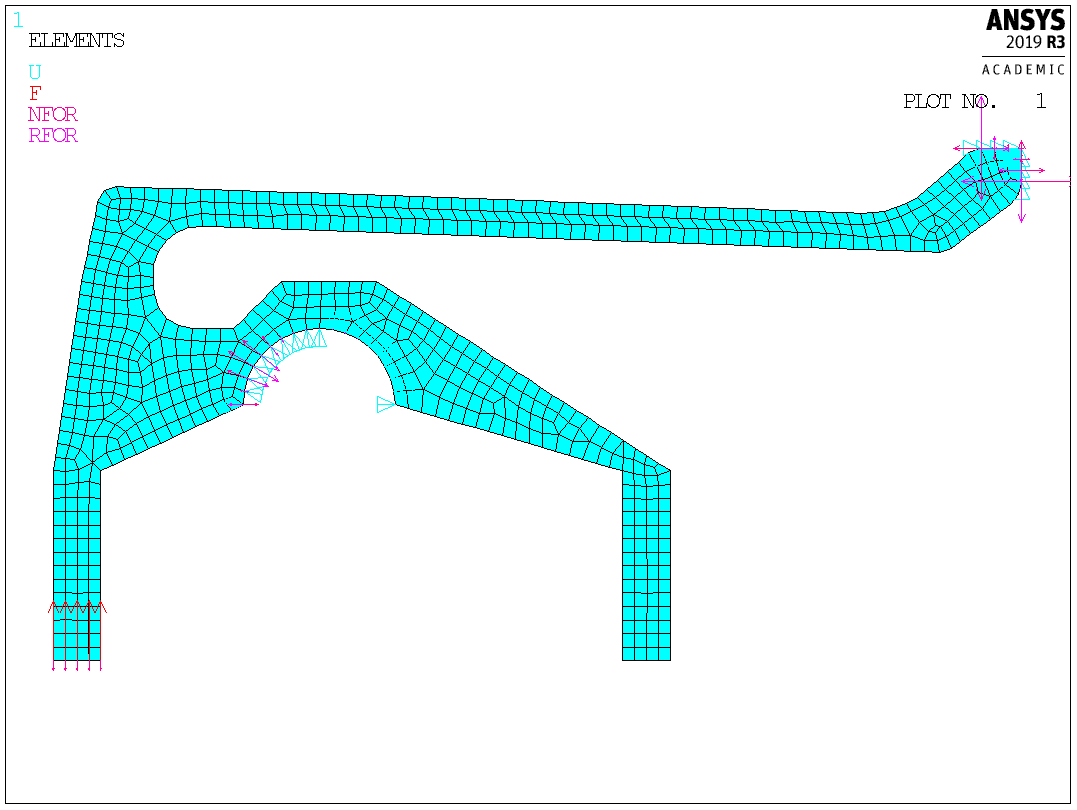 1
ELEMENTS
U
F
NFOR
RFOR
ANSYS
2019 R3
ACADEMIC
PLOT NO. 1